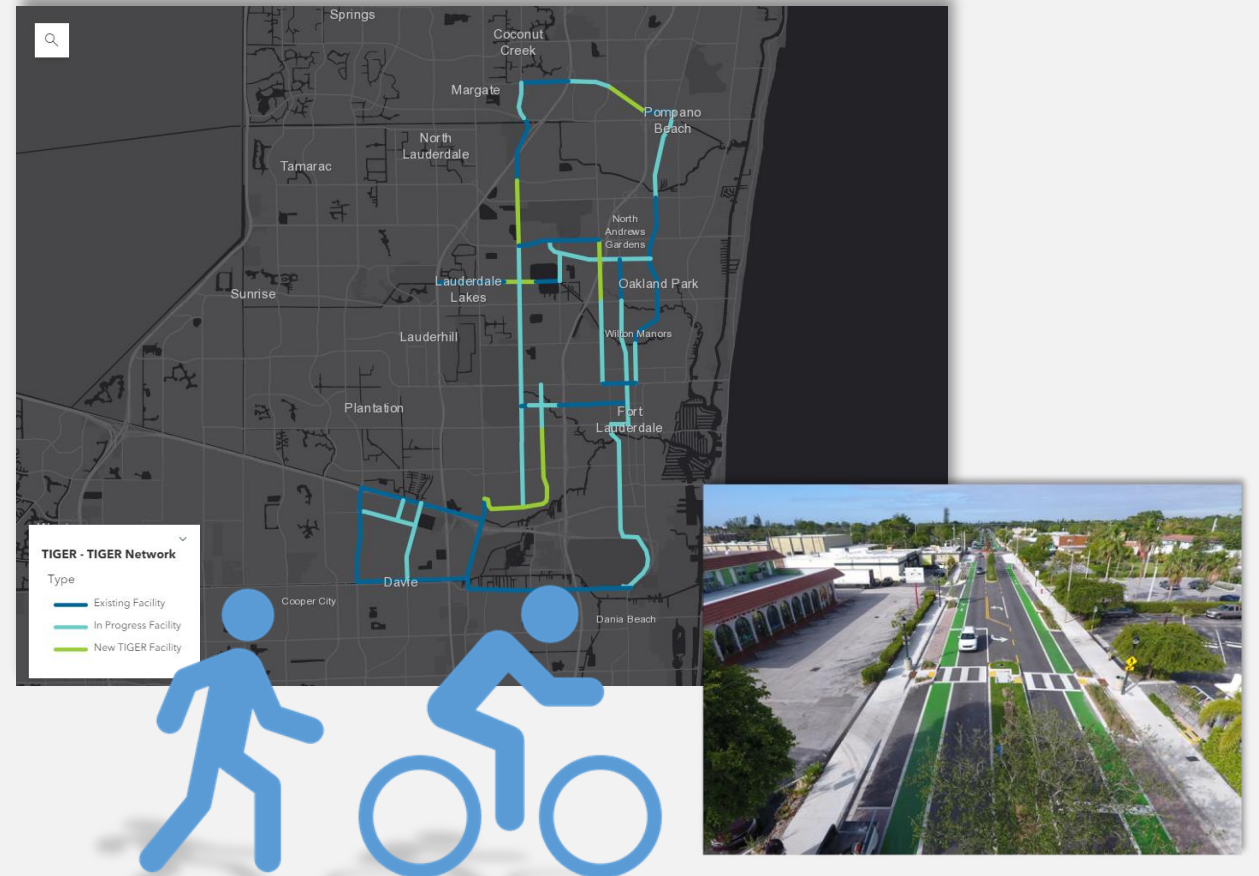 Springs
Coconut
Creek
Margate
Pompano
Beach
North
Lauderdale
Tamarac
North
Andrews
Gardens
Lauderdale
Lakes
Oakland Park
Sunrise
Lauderhill
Wilton Manors
Plantation
Fort
Lauderdale
TIGER - TIGER Network
Type
Existing Facility
In Progress Facility
New TIGER Facility
Davie
Cooper City
Dania Beach